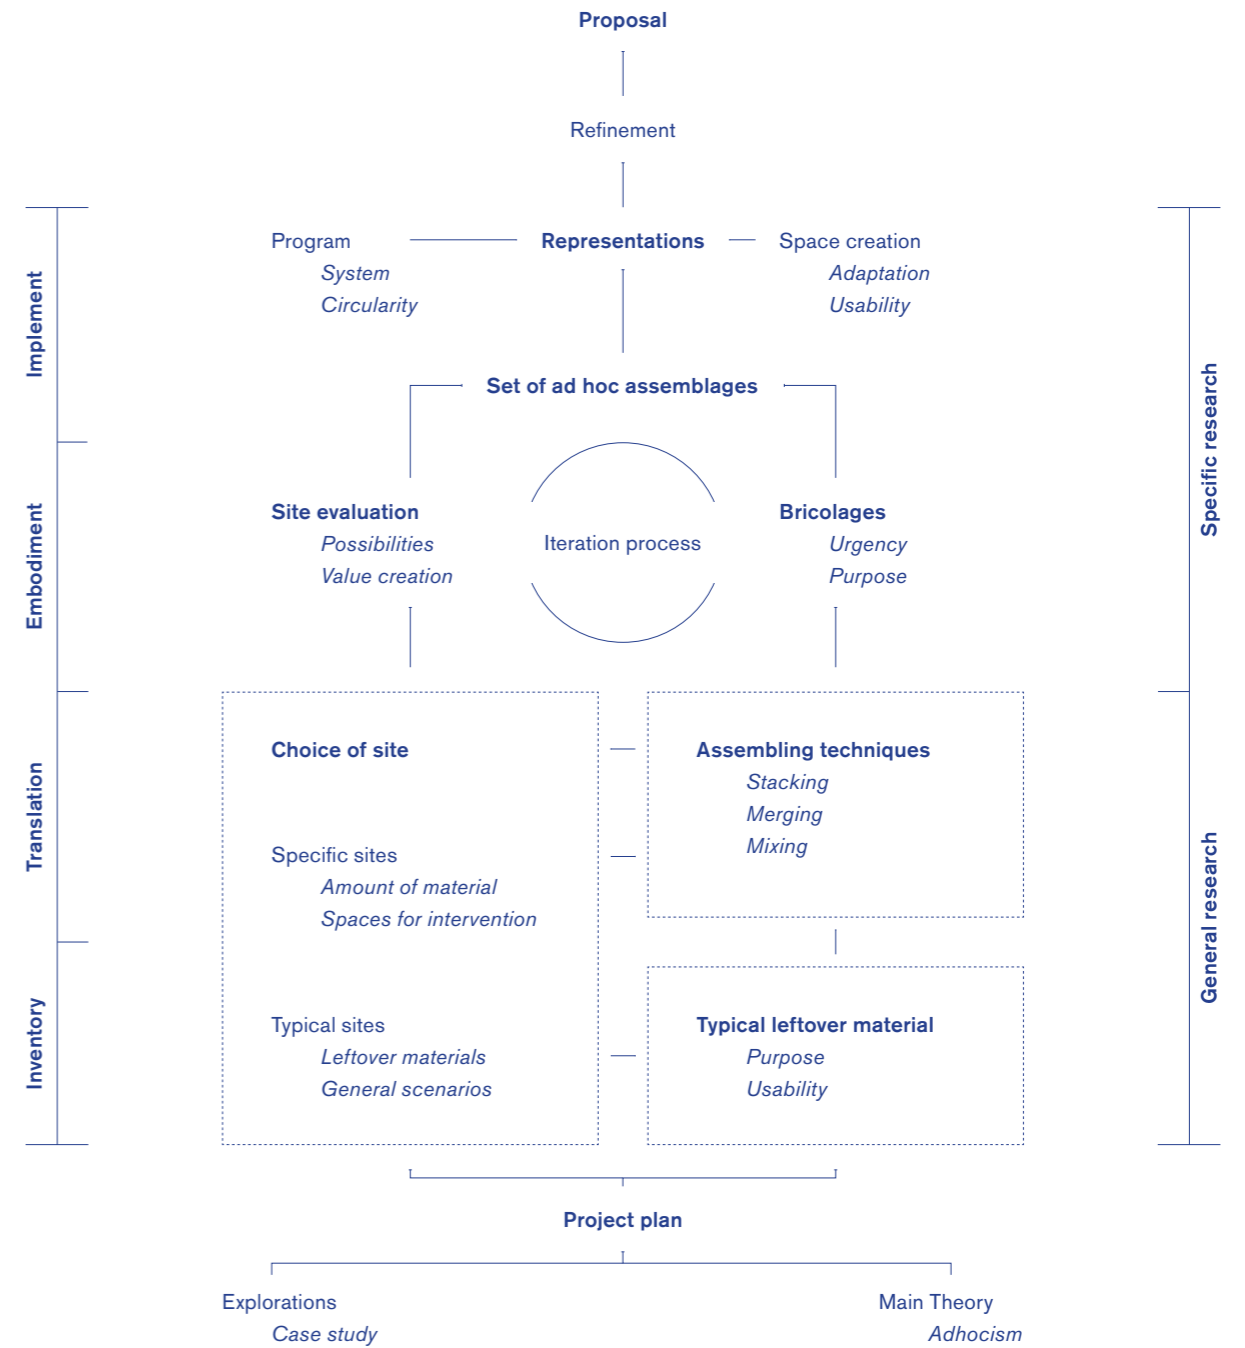 Proposal
Refinement
Program
System
Circularity
Representations
Space creation
Adaptation
Usability
Implement
Set of ad hoc assemblages
Site evaluation
Possibilities
Value creation
Iteration process
Bricolages
Urgency
Purpose
Embodiment
Specific research
Choice of site
Specific sites
Amount of material
Spaces for intervention
Typical sites
Leftover materials
General scenarios
Assembling techniques
Stacking
Merging
Mixing
Typical leftover material
Purpose
Usability
Translation
Inventory
General research
Project plan
Explorations
Case study
Main Theory
Adhocism